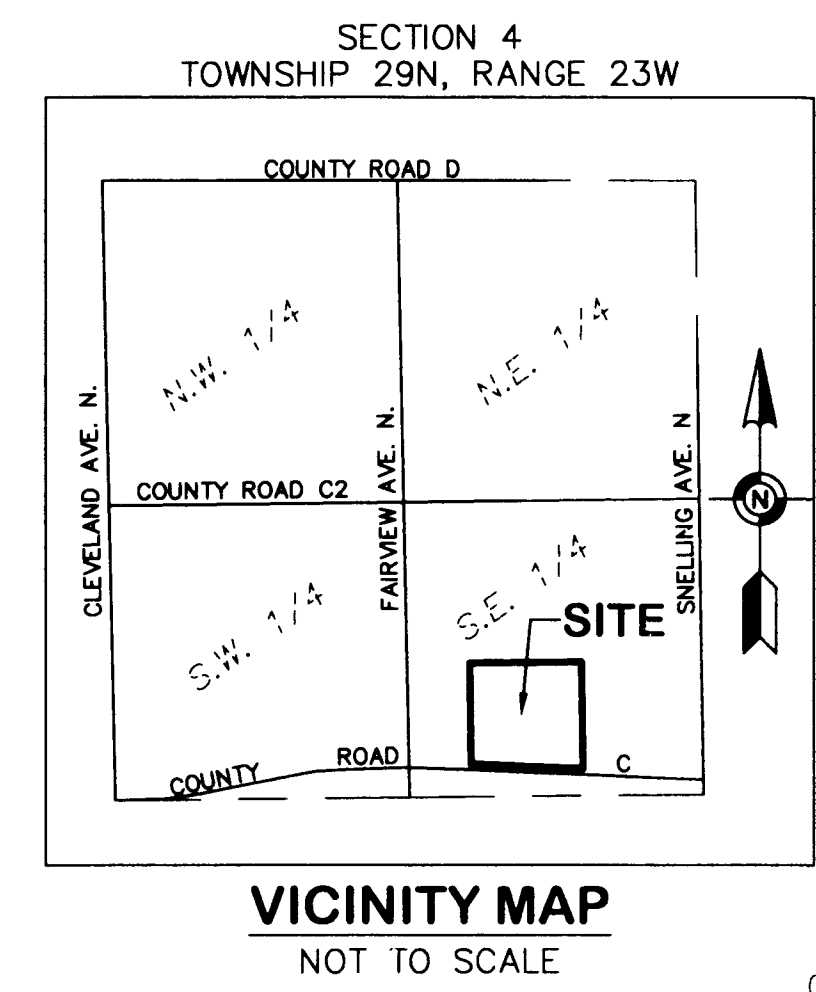 SECTION 4
TOWNSHIP 29N, RANGE 23W
COUNTY ROAD D
N.W. 1/4
N.E. 1/4
CLEVELAND AVE. N.
FAIRVIEW AVE. N.
SNELLING AVE. N
COUNTY ROAD C2
N
S.W. 1/4
S.E. 1/4
SITE
COUNTY ROAD C
VICINITY MAP
NOT TO SCALE